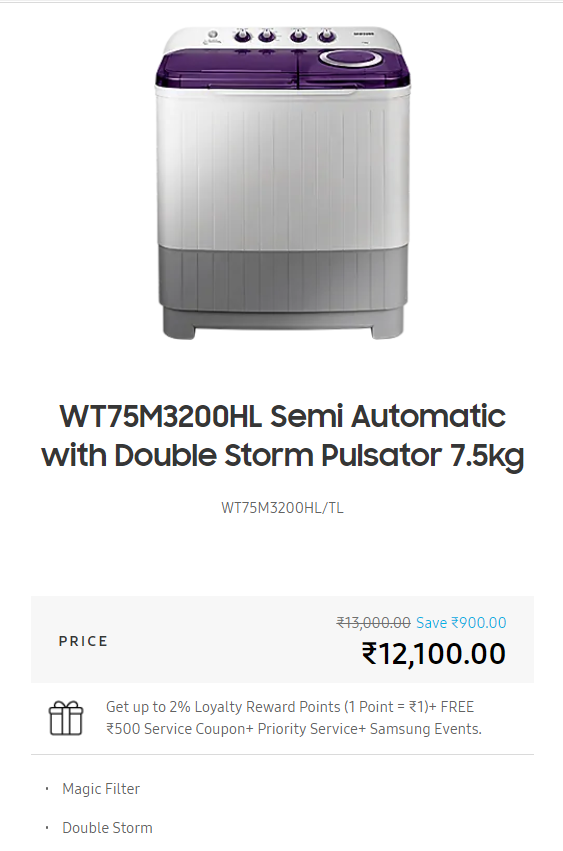 SAMSUNG
WT75M3200HL Semi Automatic
with Double Storm Pulsator 7.5kg
WT75M3200HL/TL
₹13,000.00 Save ₹900.00
PRICE
₹12,100.00
Get up to 2% Loyalty Reward Points (1 Point = ₹1)+ FREE
₹500 Service Coupon+ Priority Service+ Samsung Events.
· Magic Filter
· Double Storm